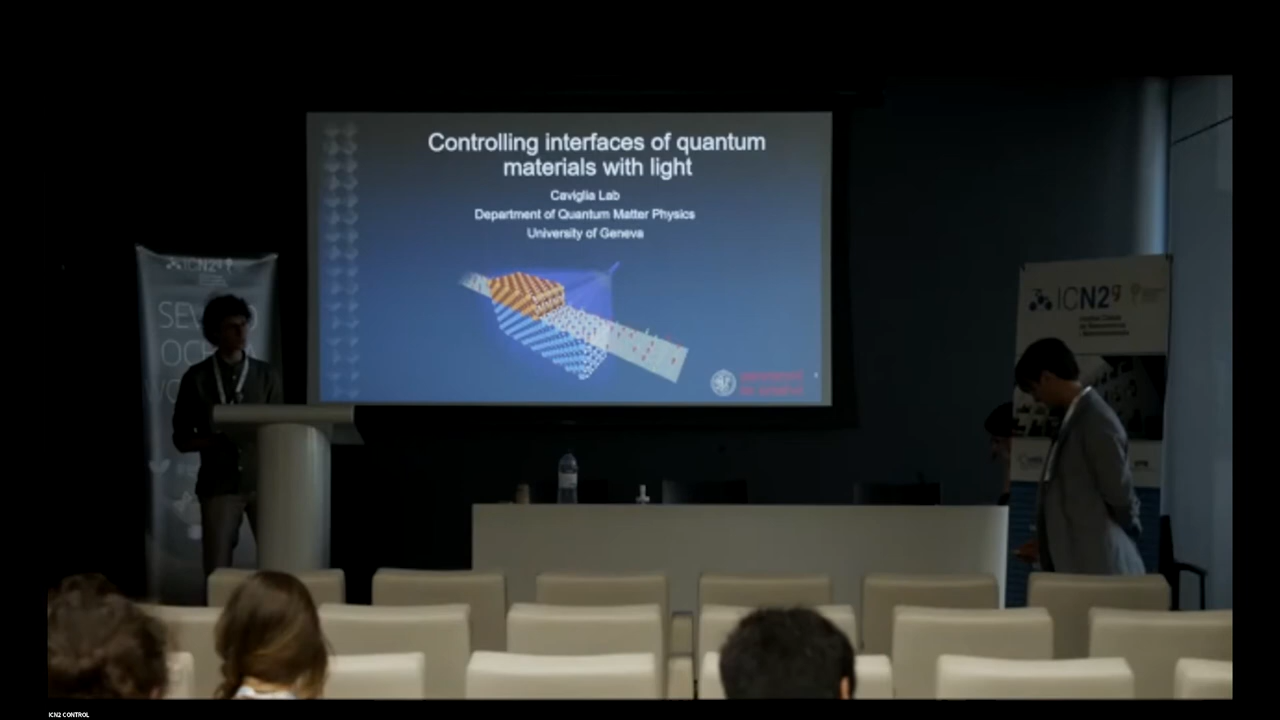 Controlling interfaces of quantum
materials with light
Caviglia Lab
Department of Quantum Matter Physics
University of Geneva
ICN2
ICN2
ICN2 CONTROL